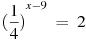 (1/4)^{x-9} = 2